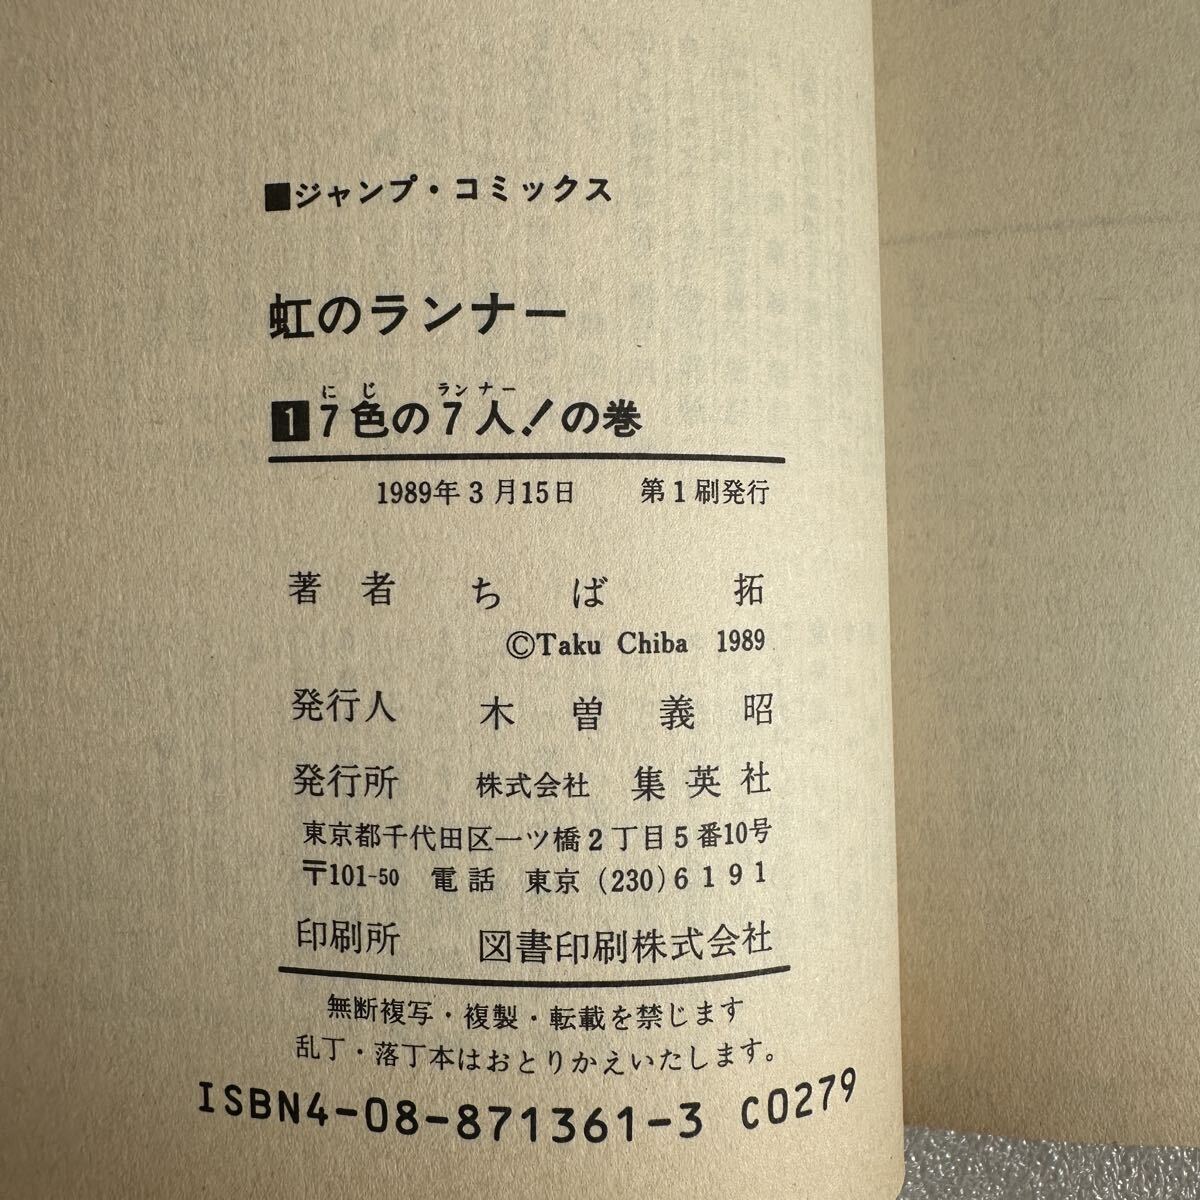 ■ジャンプ・コミックス
虹のランナー
にじ ランナー
1 7色の7人!の巻
1989年3月15日 第1刷発行
著者 ちば 拓
©Taku Chiba 1989
発行人 木曽義昭
発行所 株式会社 集英社
東京都千代田区一ツ橋2丁目5番10号
〒101-50 電話 東京 (230)6191
印刷所 図書印刷株式会社
無断複写・複製・転載を禁じます
乱丁・落丁本はおとりかえいたします。
ISBN4-08-871361-3 C0279